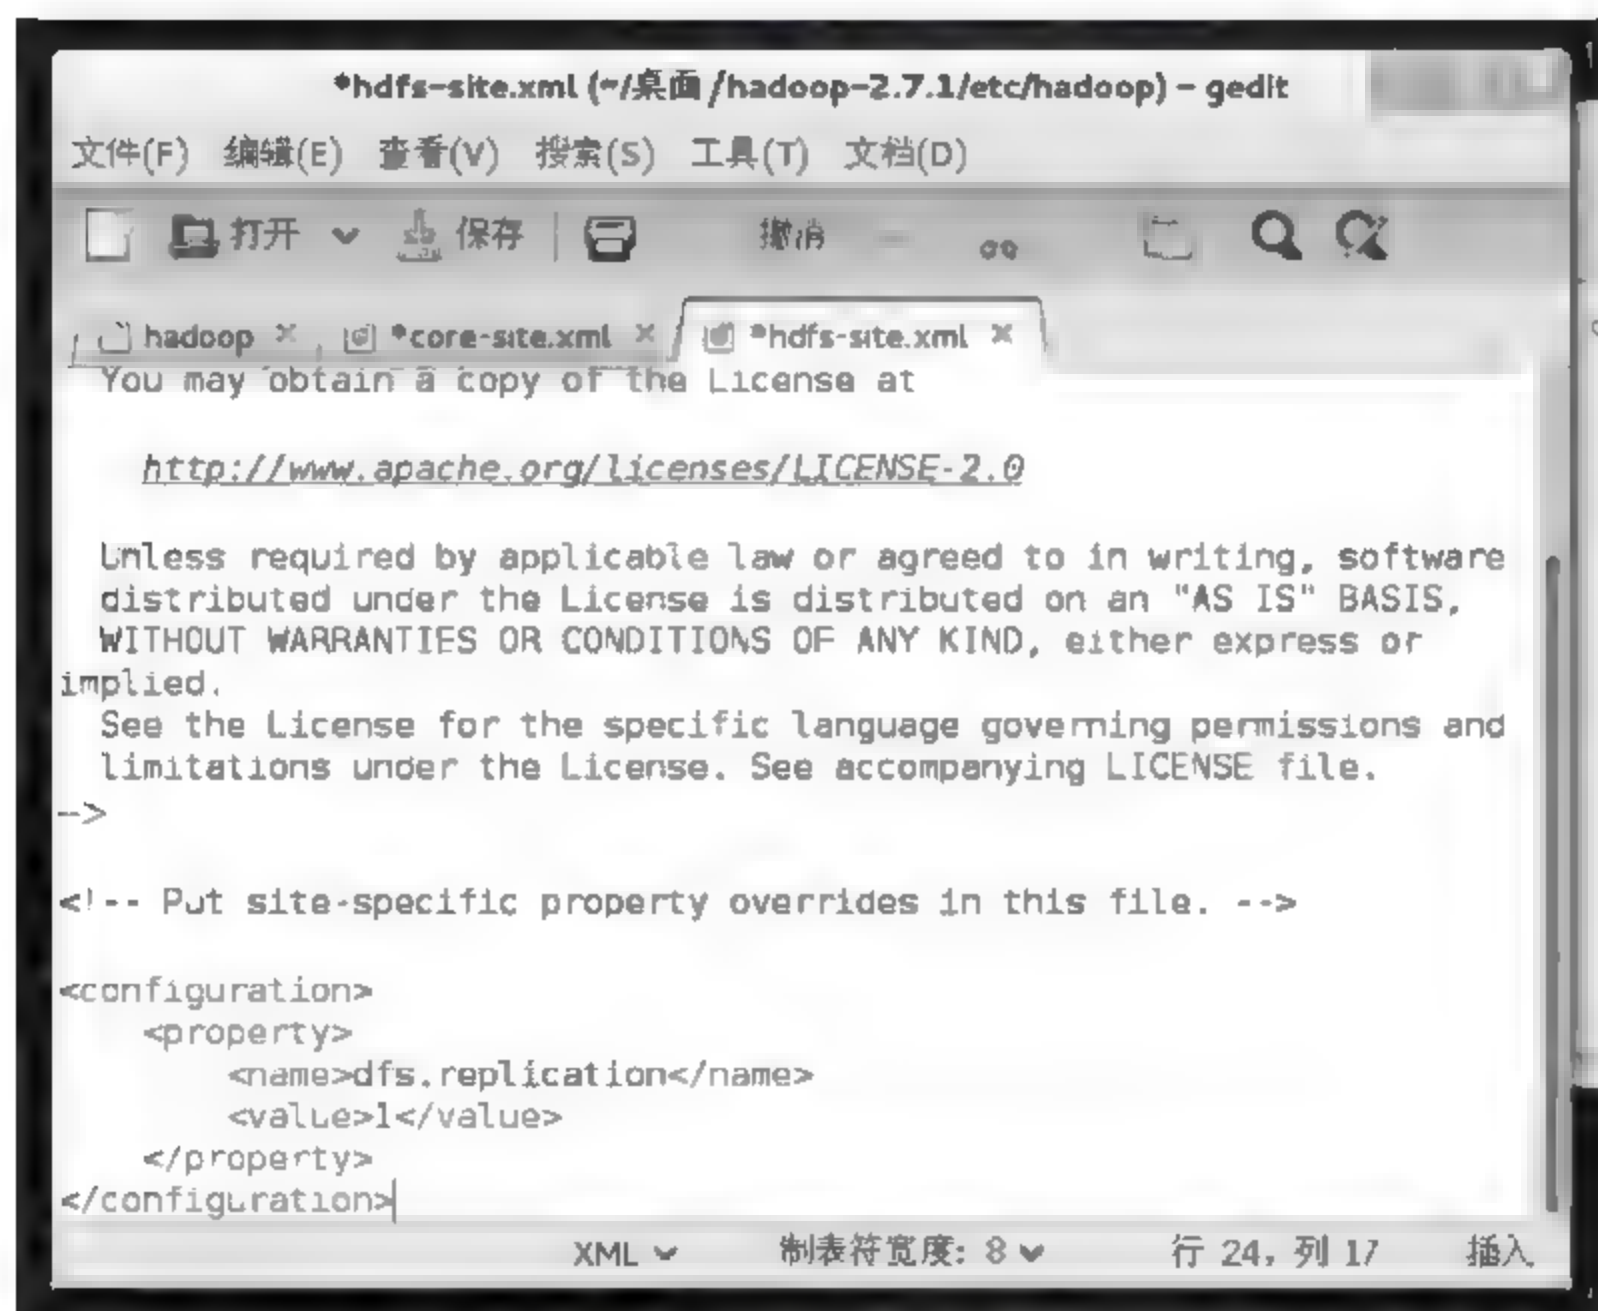 *hdfs-site.xml (~/桌面/hadoop-2.7.1/etc/hadoop) - gedit
文件(F) 编辑(E) 查看(V) 搜索(S) 工具(T) 文档(D)
打开 保存 撤消
hadoop × *core-site.xml × *hdfs-site.xml ×
You may obtain a copy of the License at
http://www.apache.org/licenses/LICENSE-2.0
Unless required by applicable law or agreed to in writing, software
distributed under the License is distributed on an "AS IS" BASIS,
WITHOUT WARRANTIES OR CONDITIONS OF ANY KIND, either express or
implied.
See the License for the specific language governing permissions and
limitations under the License. See accompanying LICENSE file.
-->
<!-- Put site-specific property overrides in this file. -->
<configuration>
<property>
<name>dfs.replication</name>
<value>1</value>
</property>
</configuration>
XML 制表符宽度: 8 行 24, 列 17 插入